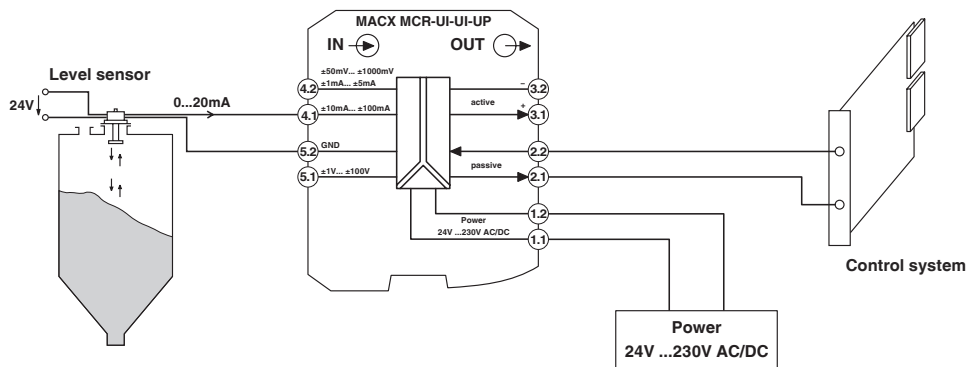 MACX MCR-UI-UI-UP
IN
OUT
Level sensor
24V
0...20mA
±50mV... ±1000mV
4.2
±1mA... ±5mA
4.1
±10mA... ±100mA
5.2
GND
5.1
±1V... ±100V
–
3.2
active
+
3.1
2.2
passive
2.1
1.2
Power
24V ...230V AC/DC
1.1
Control system
Power
24V ...230V AC/DC